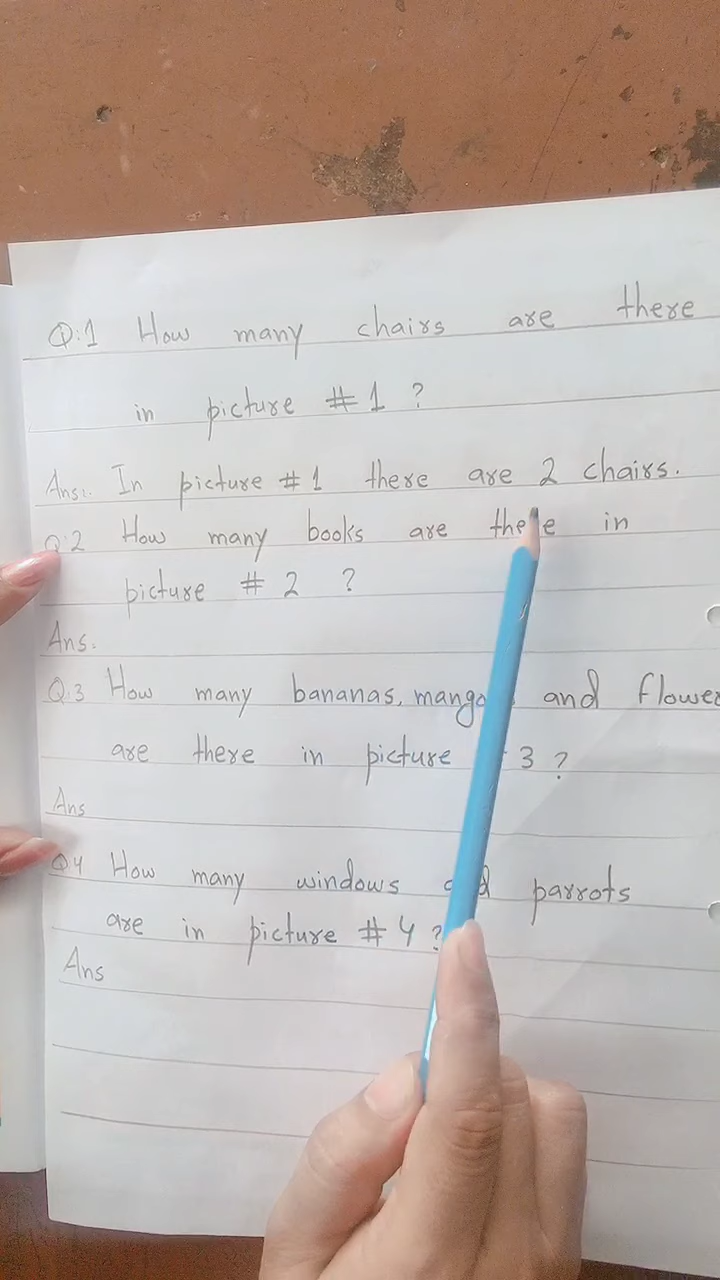 Q:1 How many chairs are there
in picture # 1 ?
Ans:. In picture # 1 there are 2 chairs.
Q:2 How many books are there in
picture # 2 ?
Ans.
Q.3 How many bananas, and
are there in picture 3 ?
Ans
Q4 How many windows and parrots
are in picture # 4 ?
Ans